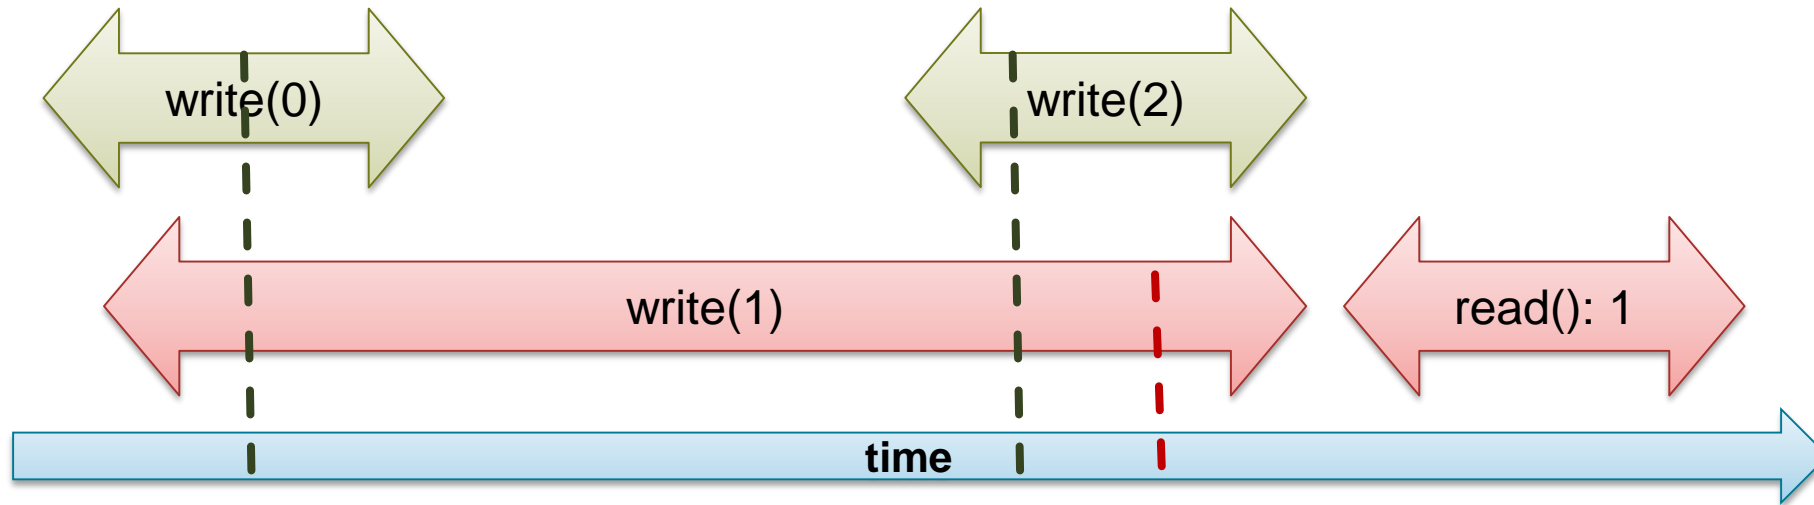 write(0)
write(2)
write(1)
read(): 1
time